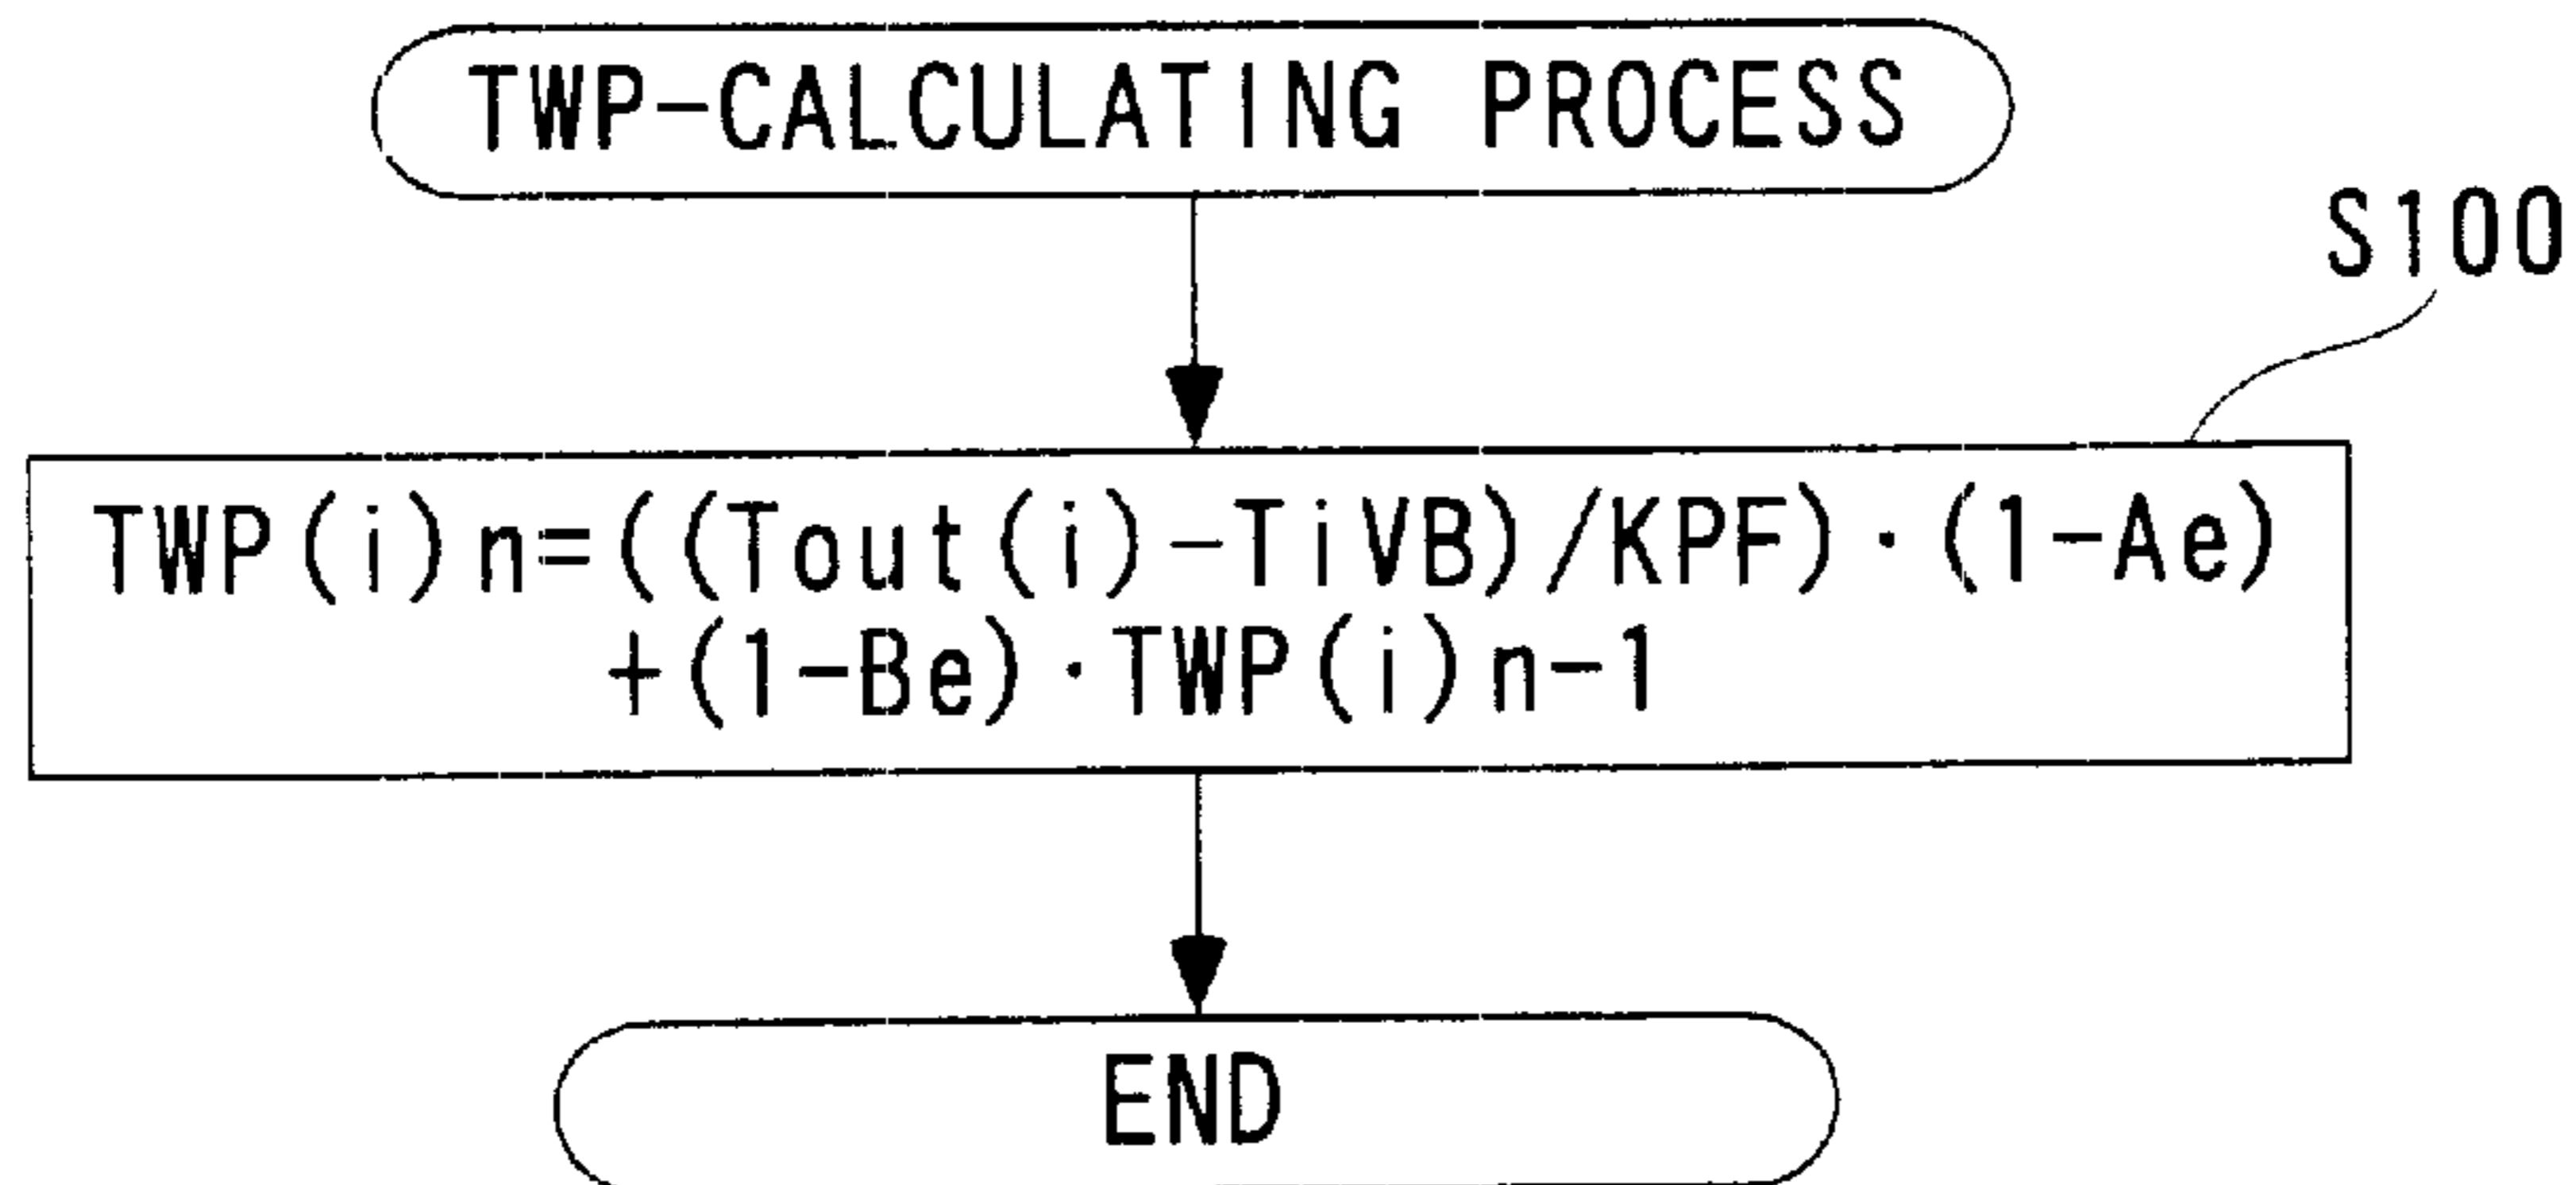 TWP-CALCULATING PROCESS
S100
TWP(i)n=((Tout(i)-TiVB)/KPF)·(1-Ae)
+(1-Be)·TWP(i)n-1
END